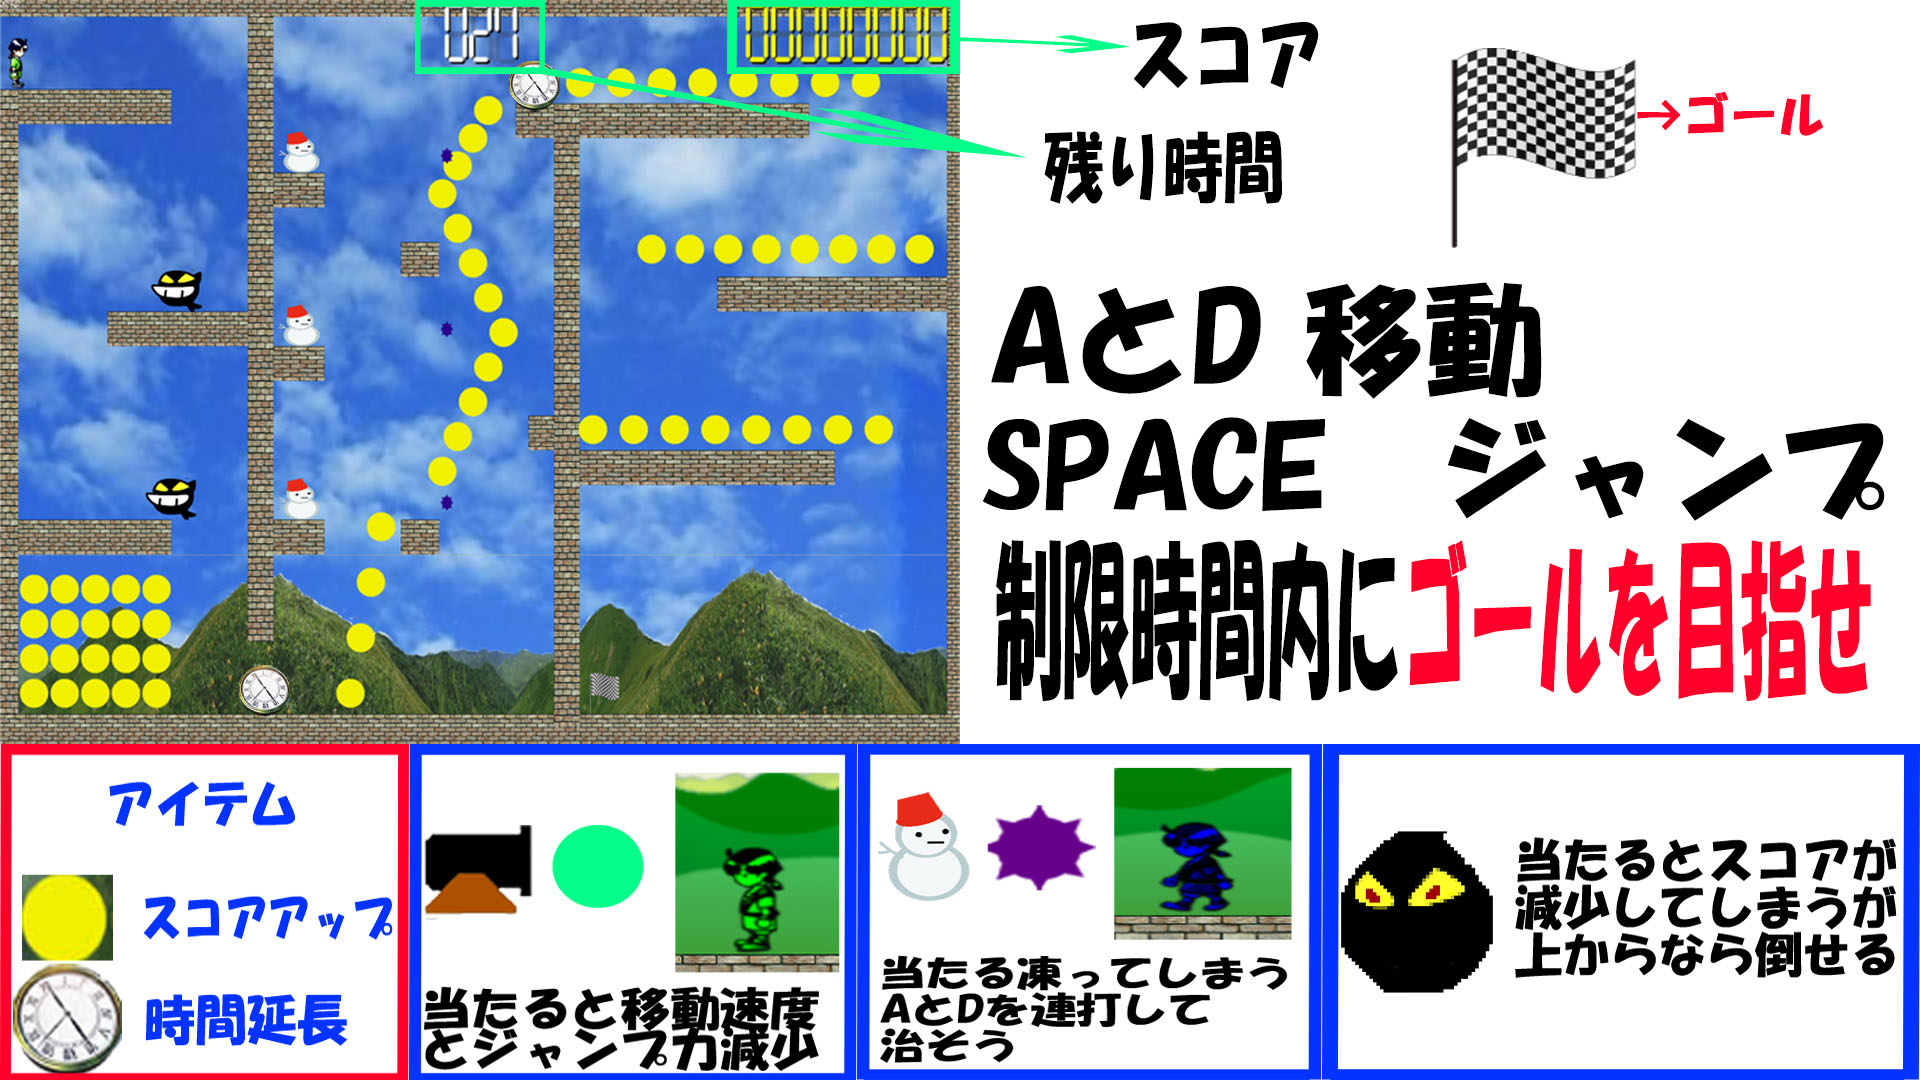 027
00000000
スコア
残り時間
→ゴール
AとD 移動
SPACE ジャンプ
制限時間内にゴールを目指せ
アイテム
スコアアップ
時間延長
当たると移動速度
とジャンプ力減少
当たる凍ってしまう
AとDを連打して
治そう
当たるとスコアが
減少してしまうが
上からなら倒せる